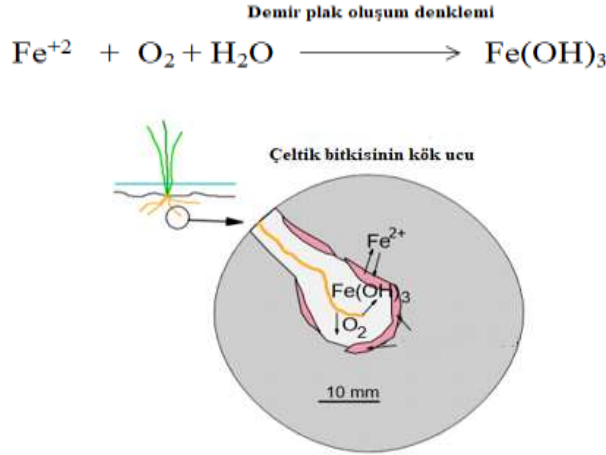 Demir plak oluşum denklemi
Fe+2 + O2 + H2O → Fe(OH)3
Çeltik bitkisinin kök ucu
Fe2+
Fe(OH)3
O2
10 mm